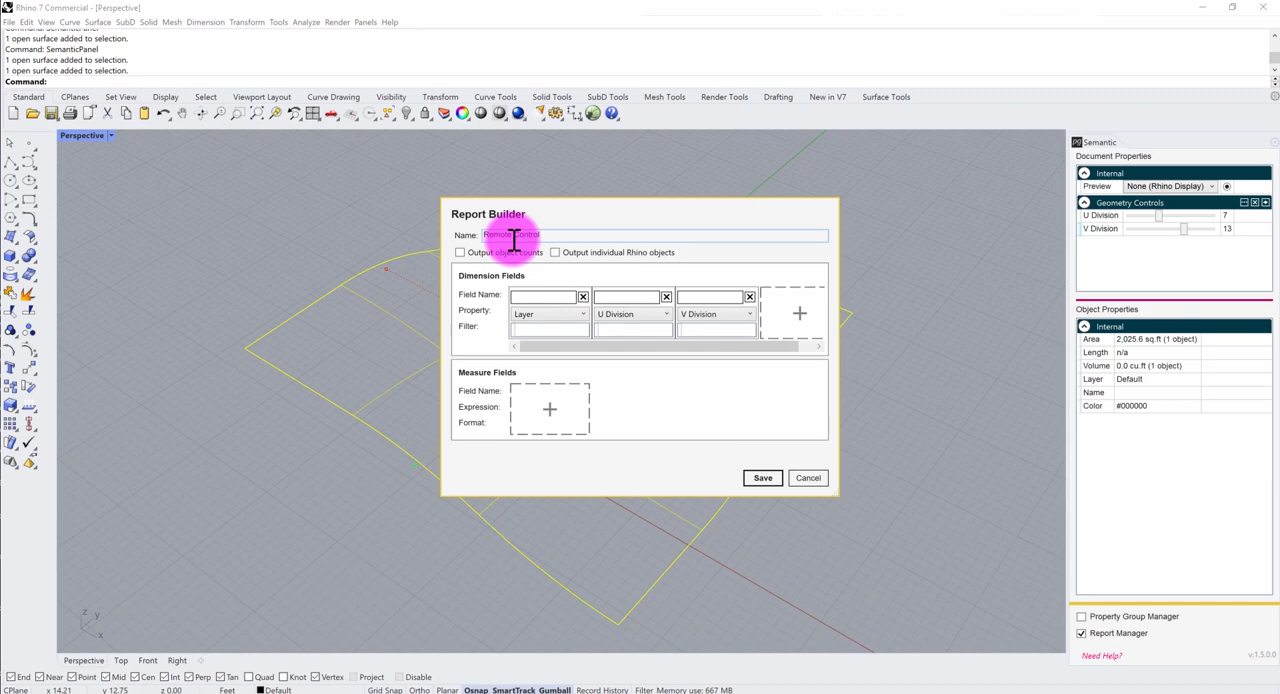 Rhino 7 Commercial - [Perspective]
File Edit View Curve Surface SubD Solid Mesh Dimension Transform Tools Analyze Render Panels Help
1 open surface added to selection.
Command: SemanticPanel
1 open surface added to selection.
1 open surface added to selection.
Command:
Standard CPlanes Set View Display Select Viewport Layout Curve Drawing Visibility Transform Curve Tools Solid Tools SubD Tools Mesh Tools Render Tools Drafting New in V7 Surface Tools
Perspective
Report Builder
Name: Remote Control
Output object counts Output individual Rhino objects
Dimension Fields
Field Name:
Property: Layer U Division V Division
Filter:
Measure Fields
Field Name:
Expression:
Format:
Save Cancel
z y
x
Semantic
Document Properties
Internal
Preview None (Rhino Display)
Geometry Controls
U Division 7
V Division 13
Object Properties
Internal
Area 2,025.6 sq.ft (1 object)
Length n/a
Volume 0.0 cu.ft (1 object)
Layer Default
Name
Color #000000
Property Group Manager
Report Manager
Need Help? v:1.5.0.0
Perspective Top Front Right
End Near Point Mid Cen Int Perp Tan Quad Knot Vertex Project Disable
CPlane x 14.21 y 12.75 z 0.00 Feet Default Grid Snap Ortho Planar Osnap SmartTrack Gumball Record History Filter Memory use: 667 MB